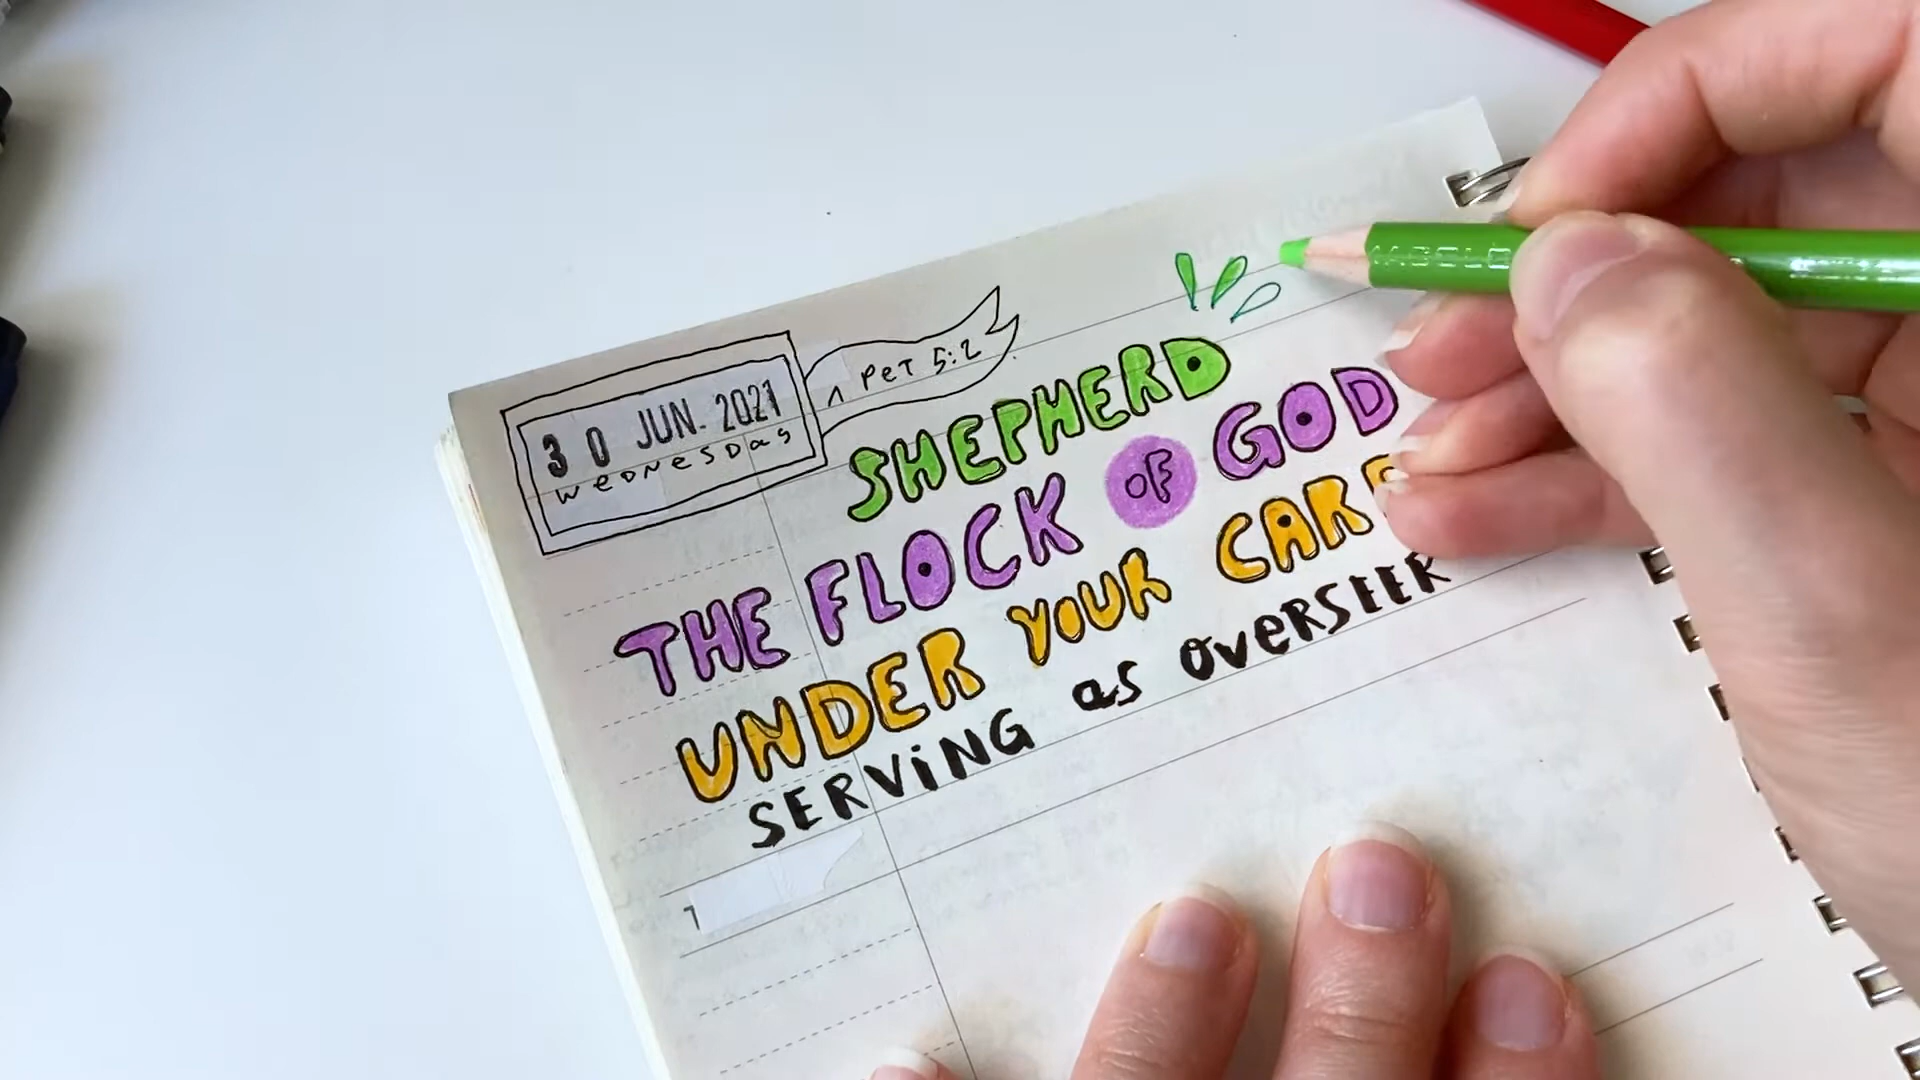 30 JUN. 2021
WEDNESDAY
1 PET 5:2
SHEPHERD
THE FLOCK OF GOD
UNDER YOUR CARE
SERVING as OVERSEER